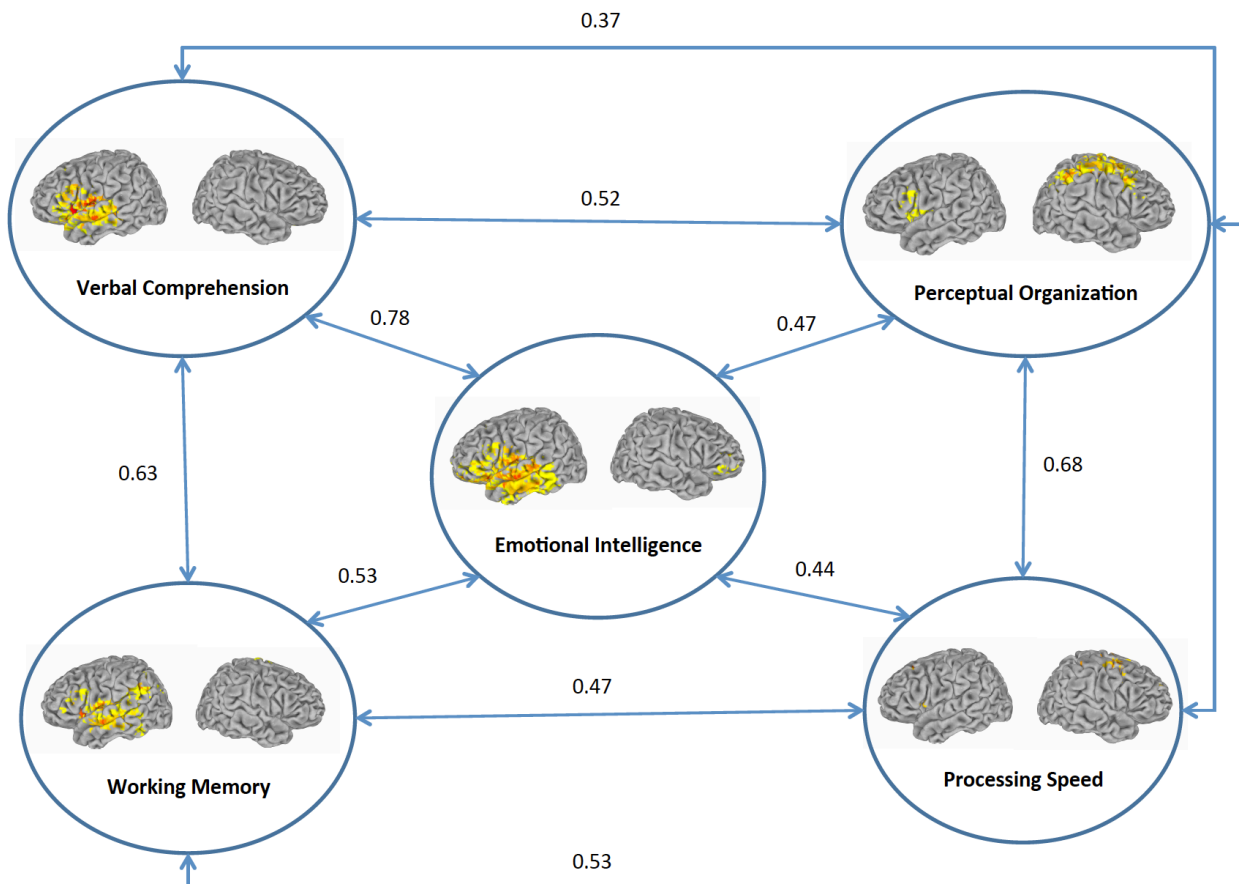 0.37
0.52
Verbal Comprehension
Perceptual Organization
0.78
0.47
0.63
0.68
Emotional Intelligence
0.53
0.44
0.47
Working Memory
Processing Speed
0.53